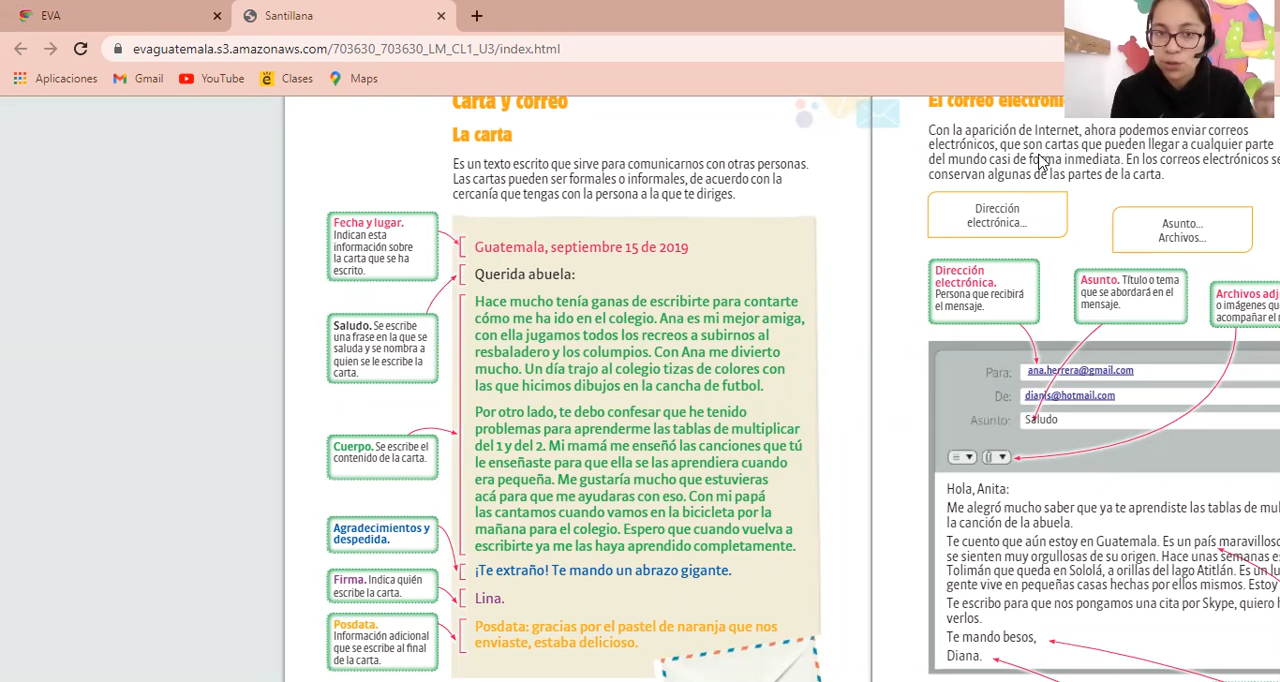 EVA
Santillana
evaguatemala.s3.amazonaws.com/703630_703630_LM_CL1_U3/index.html
Aplicaciones
Gmail
YouTube
Clases
Maps
Carta y correo
La carta
Es un texto escrito que sirve para comunicarnos con otras personas.
Las cartas pueden ser formales o informales, de acuerdo con la
cercanía que tengas con la persona a la que te diriges.
Fecha y lugar.
Indican esta
información sobre
la carta que se ha
escrito.
Saludo. Se escribe
una frase en la que se
saluda y se nombra a
quien se le escribe la
carta.
Cuerpo. Se escribe el
contenido de la carta.
Agradecimientos y
despedida.
Firma. Indica quién
escribe la carta.
Posdata.
Información adicional
que se escribe al final
de la carta.
Guatemala, septiembre 15 de 2019
Querida abuela:
Hace mucho tenía ganas de escribirte para contarte
cómo me ha ido en el colegio. Ana es mi mejor amiga,
con ella jugamos todos los recreos a subirnos al
resbaladero y los columpios. Con Ana me divierto
mucho. Un día trajo al colegio tizas de colores con
las que hicimos dibujos en la cancha de futbol.
Por otro lado, te debo confesar que he tenido
problemas para aprenderme las tablas de multiplicar
del 1 y del 2. Mi mamá me enseñó las canciones que tú
le enseñaste para que ella se las aprendiera cuando
era pequeña. Me gustaría mucho que estuvieras
acá para que me ayudaras con eso. Con mi papá
las cantamos cuando vamos en la bicicleta por la
mañana para el colegio. Espero que cuando vuelva a
escribirte ya me las haya aprendido completamente.
¡Te extraño! Te mando un abrazo gigante.
Lina.
Posdata: gracias por el pastel de naranja que nos
enviaste, estaba delicioso.
El correo electróni
Con la aparición de Internet, ahora podemos enviar correos
electrónicos, que son cartas que pueden llegar a cualquier parte
del mundo casi de forma inmediata. En los correos electrónicos se
conservan algunas de las partes de la carta.
Dirección
electrónica...
Asunto...
Archivos...
Dirección
electrónica.
Persona que recibirá
el mensaje.
Asunto. Título o tema
que se abordará en el
mensaje.
Archivos adj
o imágenes qu
acompañar el m
Para: ana.herrera@gmail.com
De: dianis@hotmail.com
Asunto: Saludo
Hola, Anita:
Me alegró mucho saber que ya te aprendiste las tablas de mul
la canción de la abuela.
Te cuento que aún estoy en Guatemala. Es un país maravilloso
se sienten muy orgullosas de su origen. Hace unas semanas e
Tolimán que queda en Sololá, a orillas del lago Atitlán. Es un lu
gente vive en pequeñas casas hechas por ellos mismos. Estoy
Te escribo para que nos pongamos una cita por Skype, quiero h
verlos.
Te mando besos,
Diana.